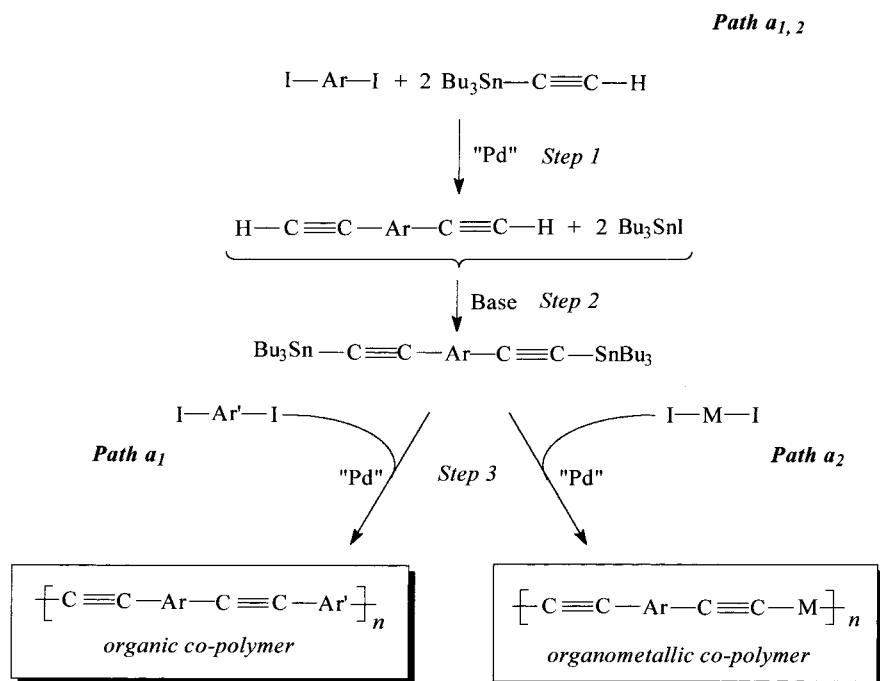 Path a1, 2
I—Ar—I + 2 Bu3Sn—C≡C—H
"Pd" Step 1
H—C≡C—Ar—C≡C—H + 2 Bu3SnI
Base Step 2
Bu3Sn—C≡C—Ar—C≡C—SnBu3
I—Ar'—I
I—M—I
Path a1
"Pd"
Step 3
"Pd"
Path a2
[C≡C—Ar—C≡C—Ar']n
organic co-polymer
[C≡C—Ar—C≡C—M]n
organometallic co-polymer